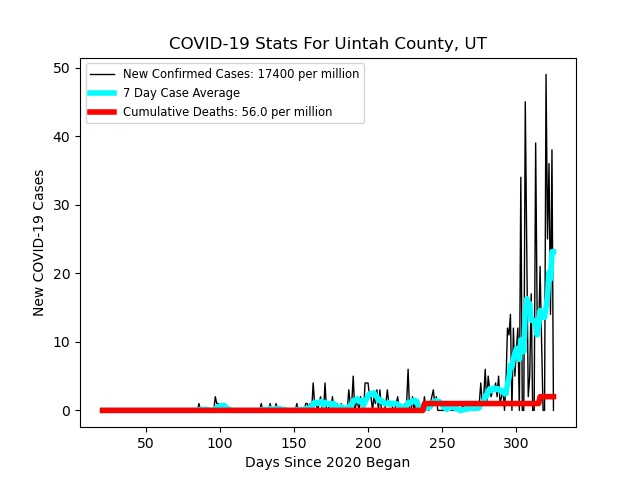 COVID-19 Stats For Uintah County, UT
New Confirmed Cases: 17400 per million
7 Day Case Average
Cumulative Deaths: 56.0 per million
New COVID-19 Cases
50
40
30
20
10
0
50 100 150 200 250 300
Days Since 2020 Began